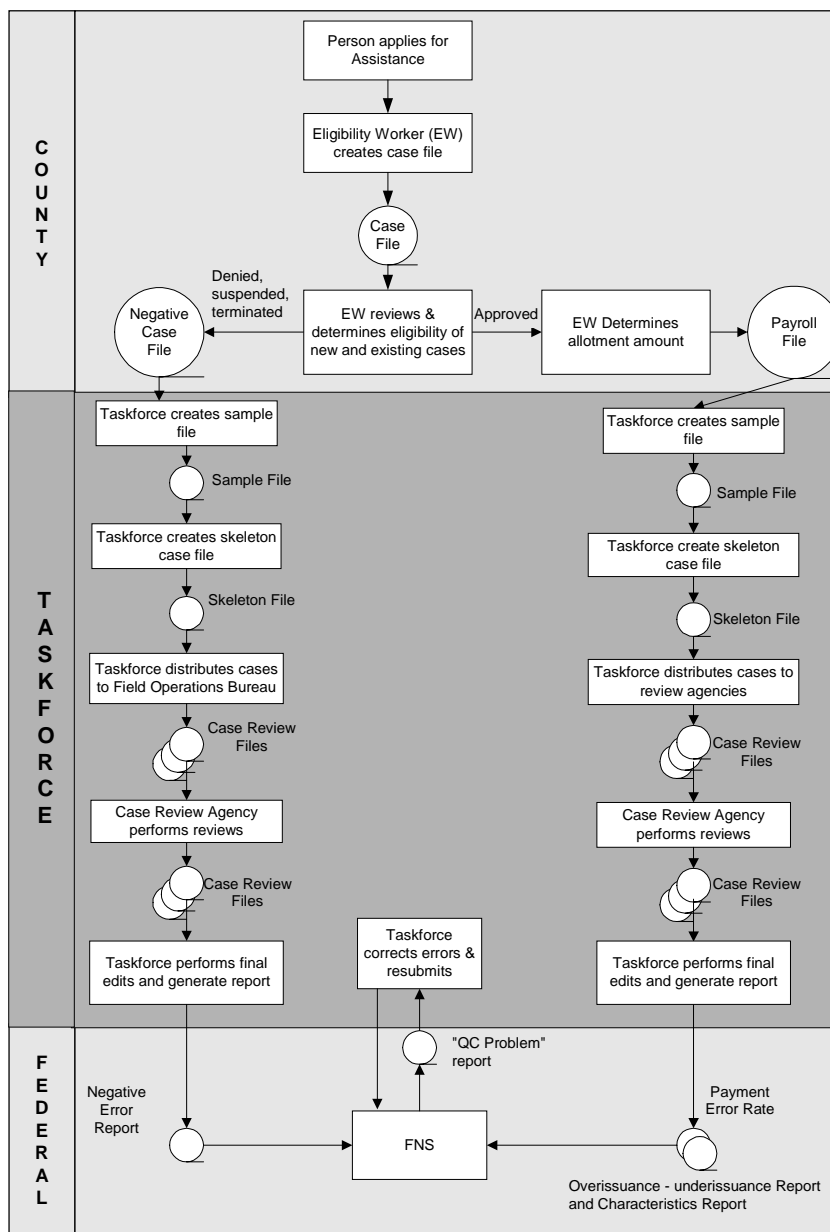 COUNTY
Person applies for
Assistance
Eligibility Worker (EW)
creates case file
Case
File
Denied,
suspended,
terminated
Negative
Case
File
EW reviews &
determines eligibility of
new and existing cases
Approved
EW Determines
allotment amount
Payroll
File
TASKFORCE
Taskforce creates sample
file
Sample File
Taskforce creates skeleton
case file
Skeleton File
Taskforce distributes cases
to Field Operations Bureau
Case Review
Files
Case Review Agency
performs reviews
Case Review
Files
Taskforce performs final
edits and generate report
Taskforce creates sample
file
Sample File
Taskforce create skeleton
case file
Skeleton File
Taskforce distributes cases to
review agencies
Case Review
Files
Case Review Agency
performs reviews
Case Review
Files
Taskforce performs final
edits and generate report
Taskforce
corrects errors &
resubmits
FEDERAL
"QC Problem"
report
Negative
Error
Report
FNS
Payment
Error Rate
Overissuance - underissuance Report
and Characteristics Report